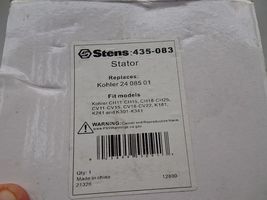 Stens 435-083
Stator
Replaces:
Kohler 24 085 01
Fit models
Kohler CH11-CH15, CH18-CH25,
CV11-CV15, CV18-CV22, K181,
K241 and K301-K341
WARNING:
Qty: 1
Made in china
21326
12800